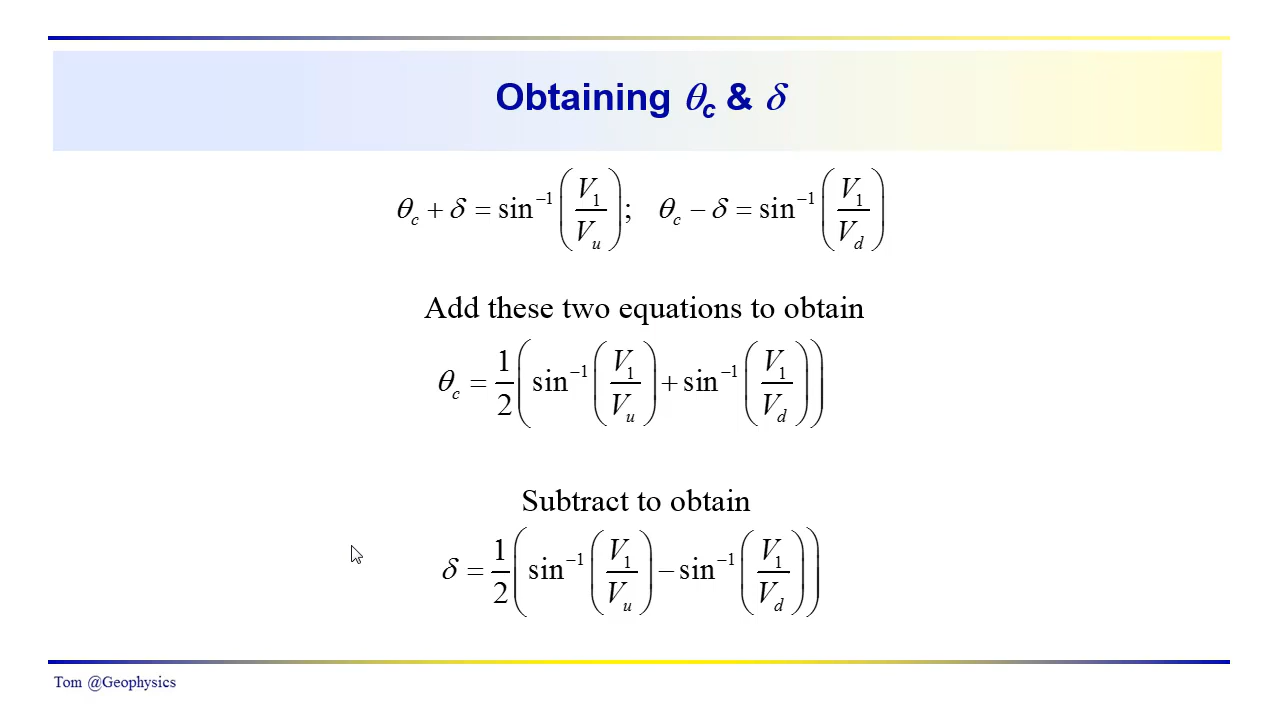 Obtaining θc & δ
θc + δ = sin⁻¹(V₁/Vu); θc − δ = sin⁻¹(V₁/Vd)
Add these two equations to obtain
θc = 1/2(sin⁻¹(V₁/Vu) + sin⁻¹(V₁/Vd))
Subtract to obtain
δ = 1/2(sin⁻¹(V₁/Vu) − sin⁻¹(V₁/Vd))
Tom @Geophysics